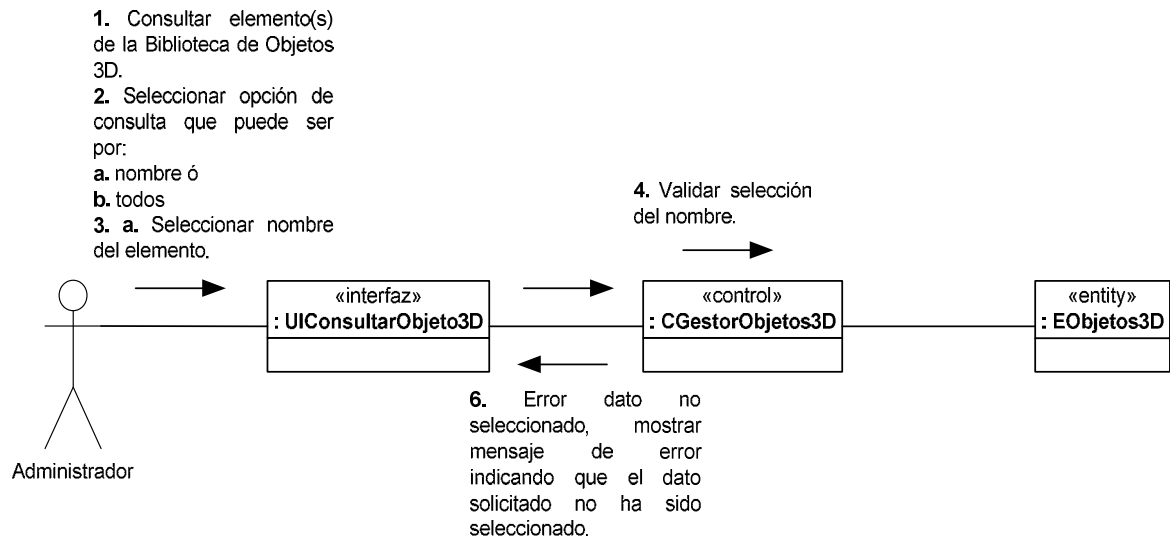 1. Consultar elemento(s)
de la Biblioteca de Objetos
3D.
2. Seleccionar opción de
consulta que puede ser
por:
a. nombre ó
b. todos
3. a. Seleccionar nombre
del elemento.
4. Validar selección
del nombre.
«interfaz»
: UIConsultarObjeto3D
«control»
: CGestorObjetos3D
«entity»
: EObjetos3D
6. Error dato no
seleccionado, mostrar
mensaje de error
indicando que el dato
solicitado no ha sido
seleccionado.
Administrador